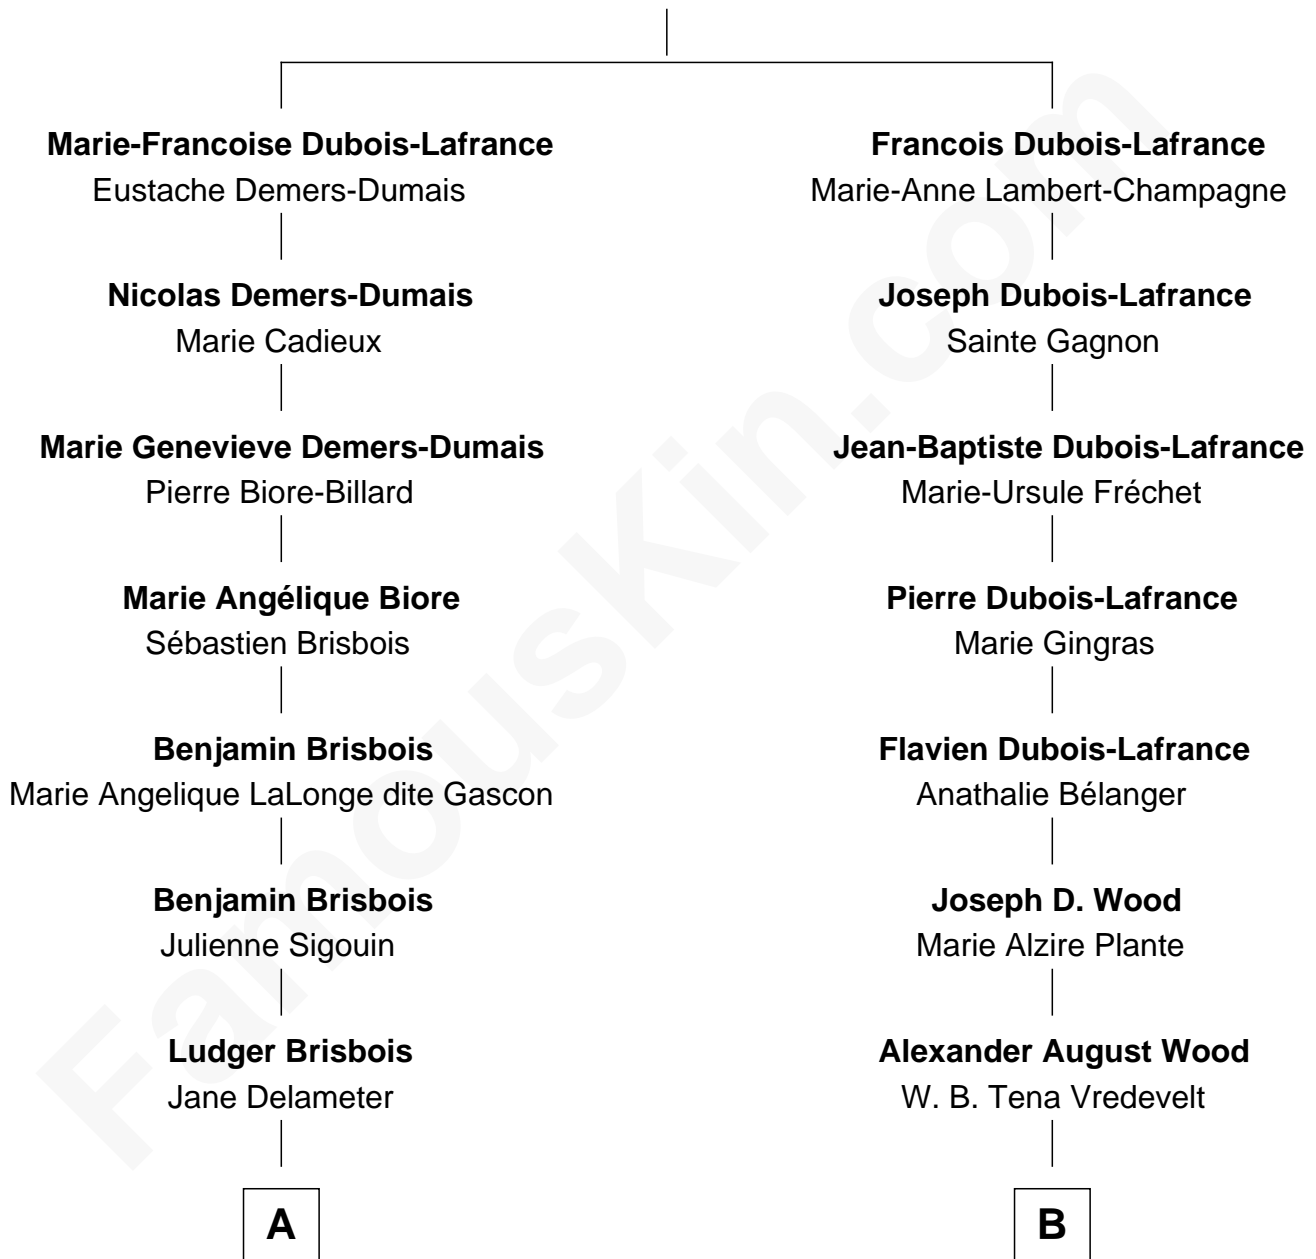 Marie-Francoise Dubois-Lafrance
Eustache Demers-Dumais
Francois Dubois-Lafrance
Marie-Anne Lambert-Champagne
Nicolas Demers-Dumais
Marie Cadieux
Joseph Dubois-Lafrance
Sainte Gagnon
Marie Genevieve Demers-Dumais
Pierre Biore-Billard
Jean-Baptiste Dubois-Lafrance
Marie-Ursule Fréchet
Marie Angélique Biore
Sébastien Brisbois
Pierre Dubois-Lafrance
Marie Gingras
Benjamin Brisbois
Marie Angelique LaLonge dite Gascon
Flavien Dubois-Lafrance
Anathalie Bélanger
Benjamin Brisbois
Julienne Sigouin
Joseph D. Wood
Marie Alzire Plante
Ludger Brisbois
Jane Delameter
Alexander August Wood
W. B. Tena Vredevelt
A
B
FamousKin.com